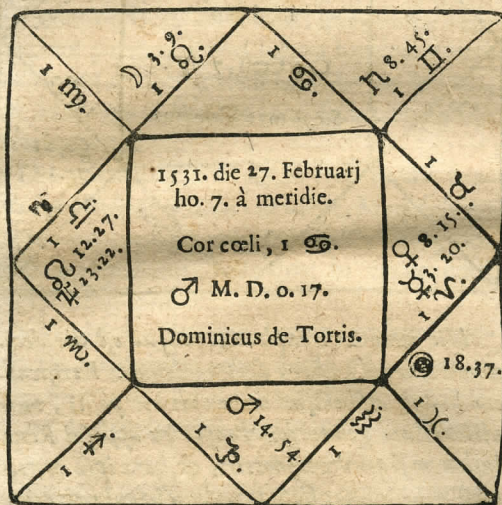 ☽ 3. 9.
1 ♌.
1 ♋.
♄ 8. 45.
1 ♊.
1 ♍.
1531. die 27. Februarj
ho. 7. à meridie.
Cor cœli, 1 ♋.
♂ M. D. 0. 17.
Dominicus de Tortis.
1 ♎.
☊ 12. 27.
♃ 23. 22.
1 ♏.
1 ♉.
♀ 8. 15.
☿ 3. 20.
1 ♈.
☉ 18. 37.
1 ♓.
1 ♐.
♂ 14. 54.
1 ♑.
1 ♒.